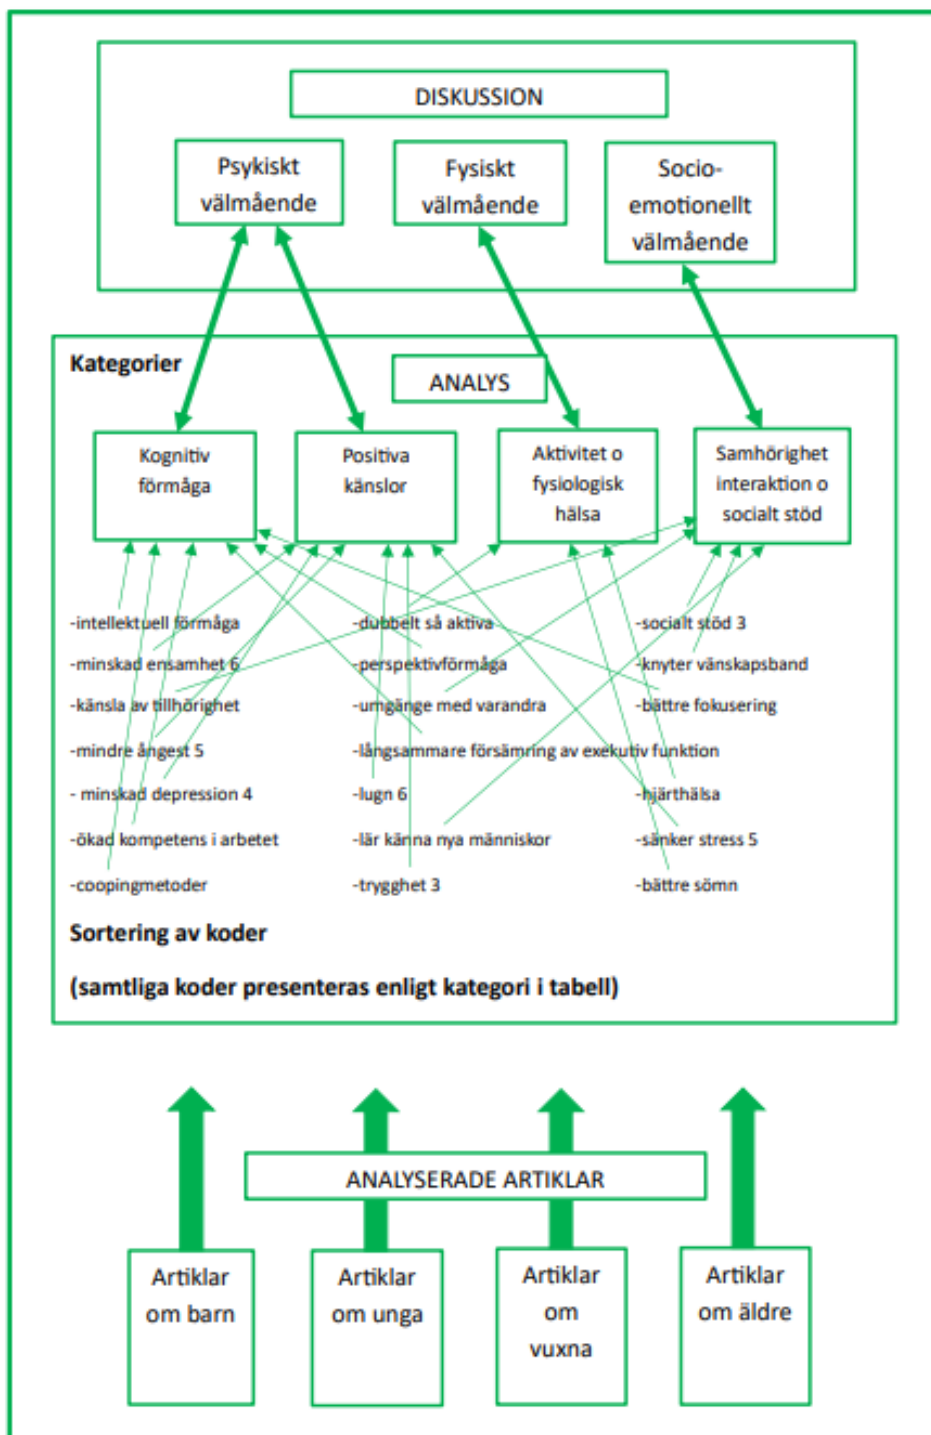 DISKUSSION
Psykiskt
välmående
Fysiskt
välmående
Socio-
emotionellt
välmående
Kategorier
ANALYS
Kognitiv
förmåga
Positiva
känslor
Aktivitet o
fysiologisk
hälsa
Samhörighet
interaktion o
socialt stöd
-intellektuell förmåga
-dubbelt så aktiva
-socialt stöd 3
-minskad ensamhet 6
-perspektivförmåga
-knyter vänskapsband
-känsla av tillhörighet
-umgänge med varandra
-bättre fokusering
-mindre ångest 5
-långsammare försämring av exekutiv funktion
- minskad depression 4
-lugn 6
-hjärthälsa
-ökad kompetens i arbetet
-lär känna nya människor
-sänker stress 5
-coopingmetoder
-trygghet 3
-bättre sömn
Sortering av koder
(samtliga koder presenteras enligt kategori i tabell)
ANALYSERADE ARTIKLAR
Artiklar
om barn
Artiklar
om unga
Artiklar
om
vuxna
Artiklar
om äldre